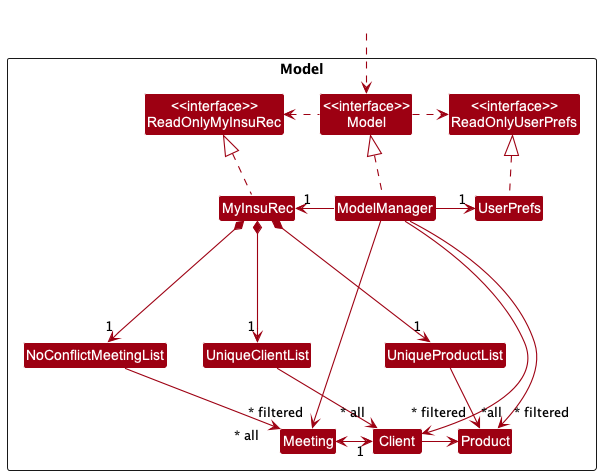 Model
<<interface>>
ReadOnlyMyInsuRec
<<interface>>
Model
<<interface>>
ReadOnlyUserPrefs
MyInsuRec
1
ModelManager
1
UserPrefs
1
1
1
NoConflictMeetingList
UniqueClientList
UniqueProductList
* filtered
* all
* filtered
*all
* filtered
* all
Meeting
1
Client
Product